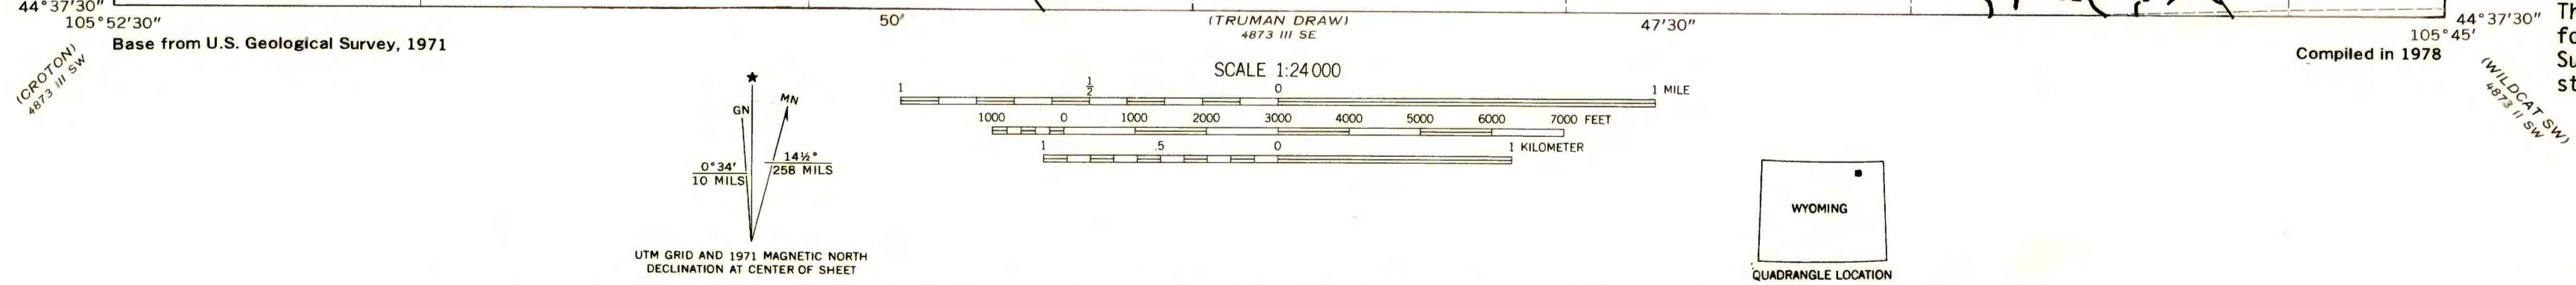 44°37'30"
105°52'30"
50'
(TRUMAN DRAW)
4873 III SE
47'30"
44°37'30"
105°45'
Base from U.S. Geological Survey, 1971
Compiled in 1978
(CROTON)
4873 III SW
(WILDCAT SW)
4873 II SW
SCALE 1:24 000
1 1/2 0 1 MILE
1000 0 1000 2000 3000 4000 5000 6000 7000 FEET
1 .5 0 1 KILOMETER
GN
MN
0°34'
10 MILS
14½°
258 MILS
UTM GRID AND 1971 MAGNETIC NORTH
DECLINATION AT CENTER OF SHEET
WYOMING
QUADRANGLE LOCATION